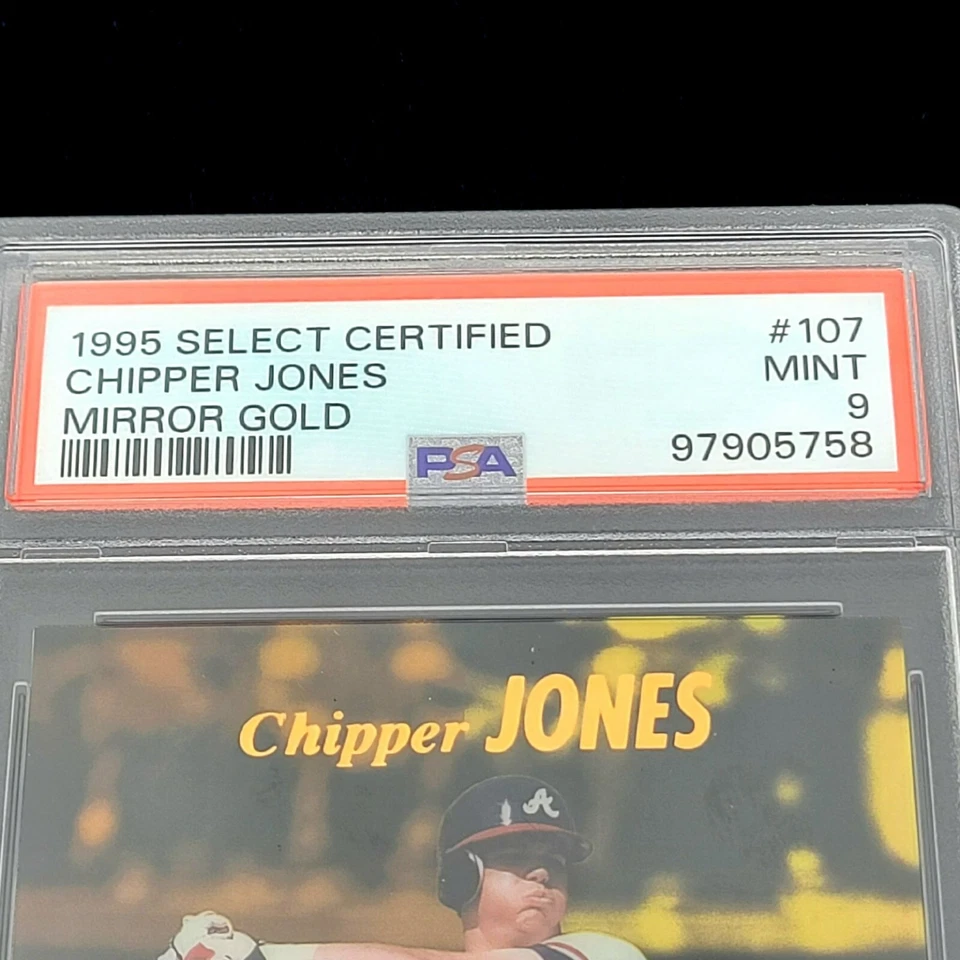 1995 SELECT CERTIFIED #107
CHIPPER JONES MINT
MIRROR GOLD 9
PSA 97905758
Chipper JONES
A